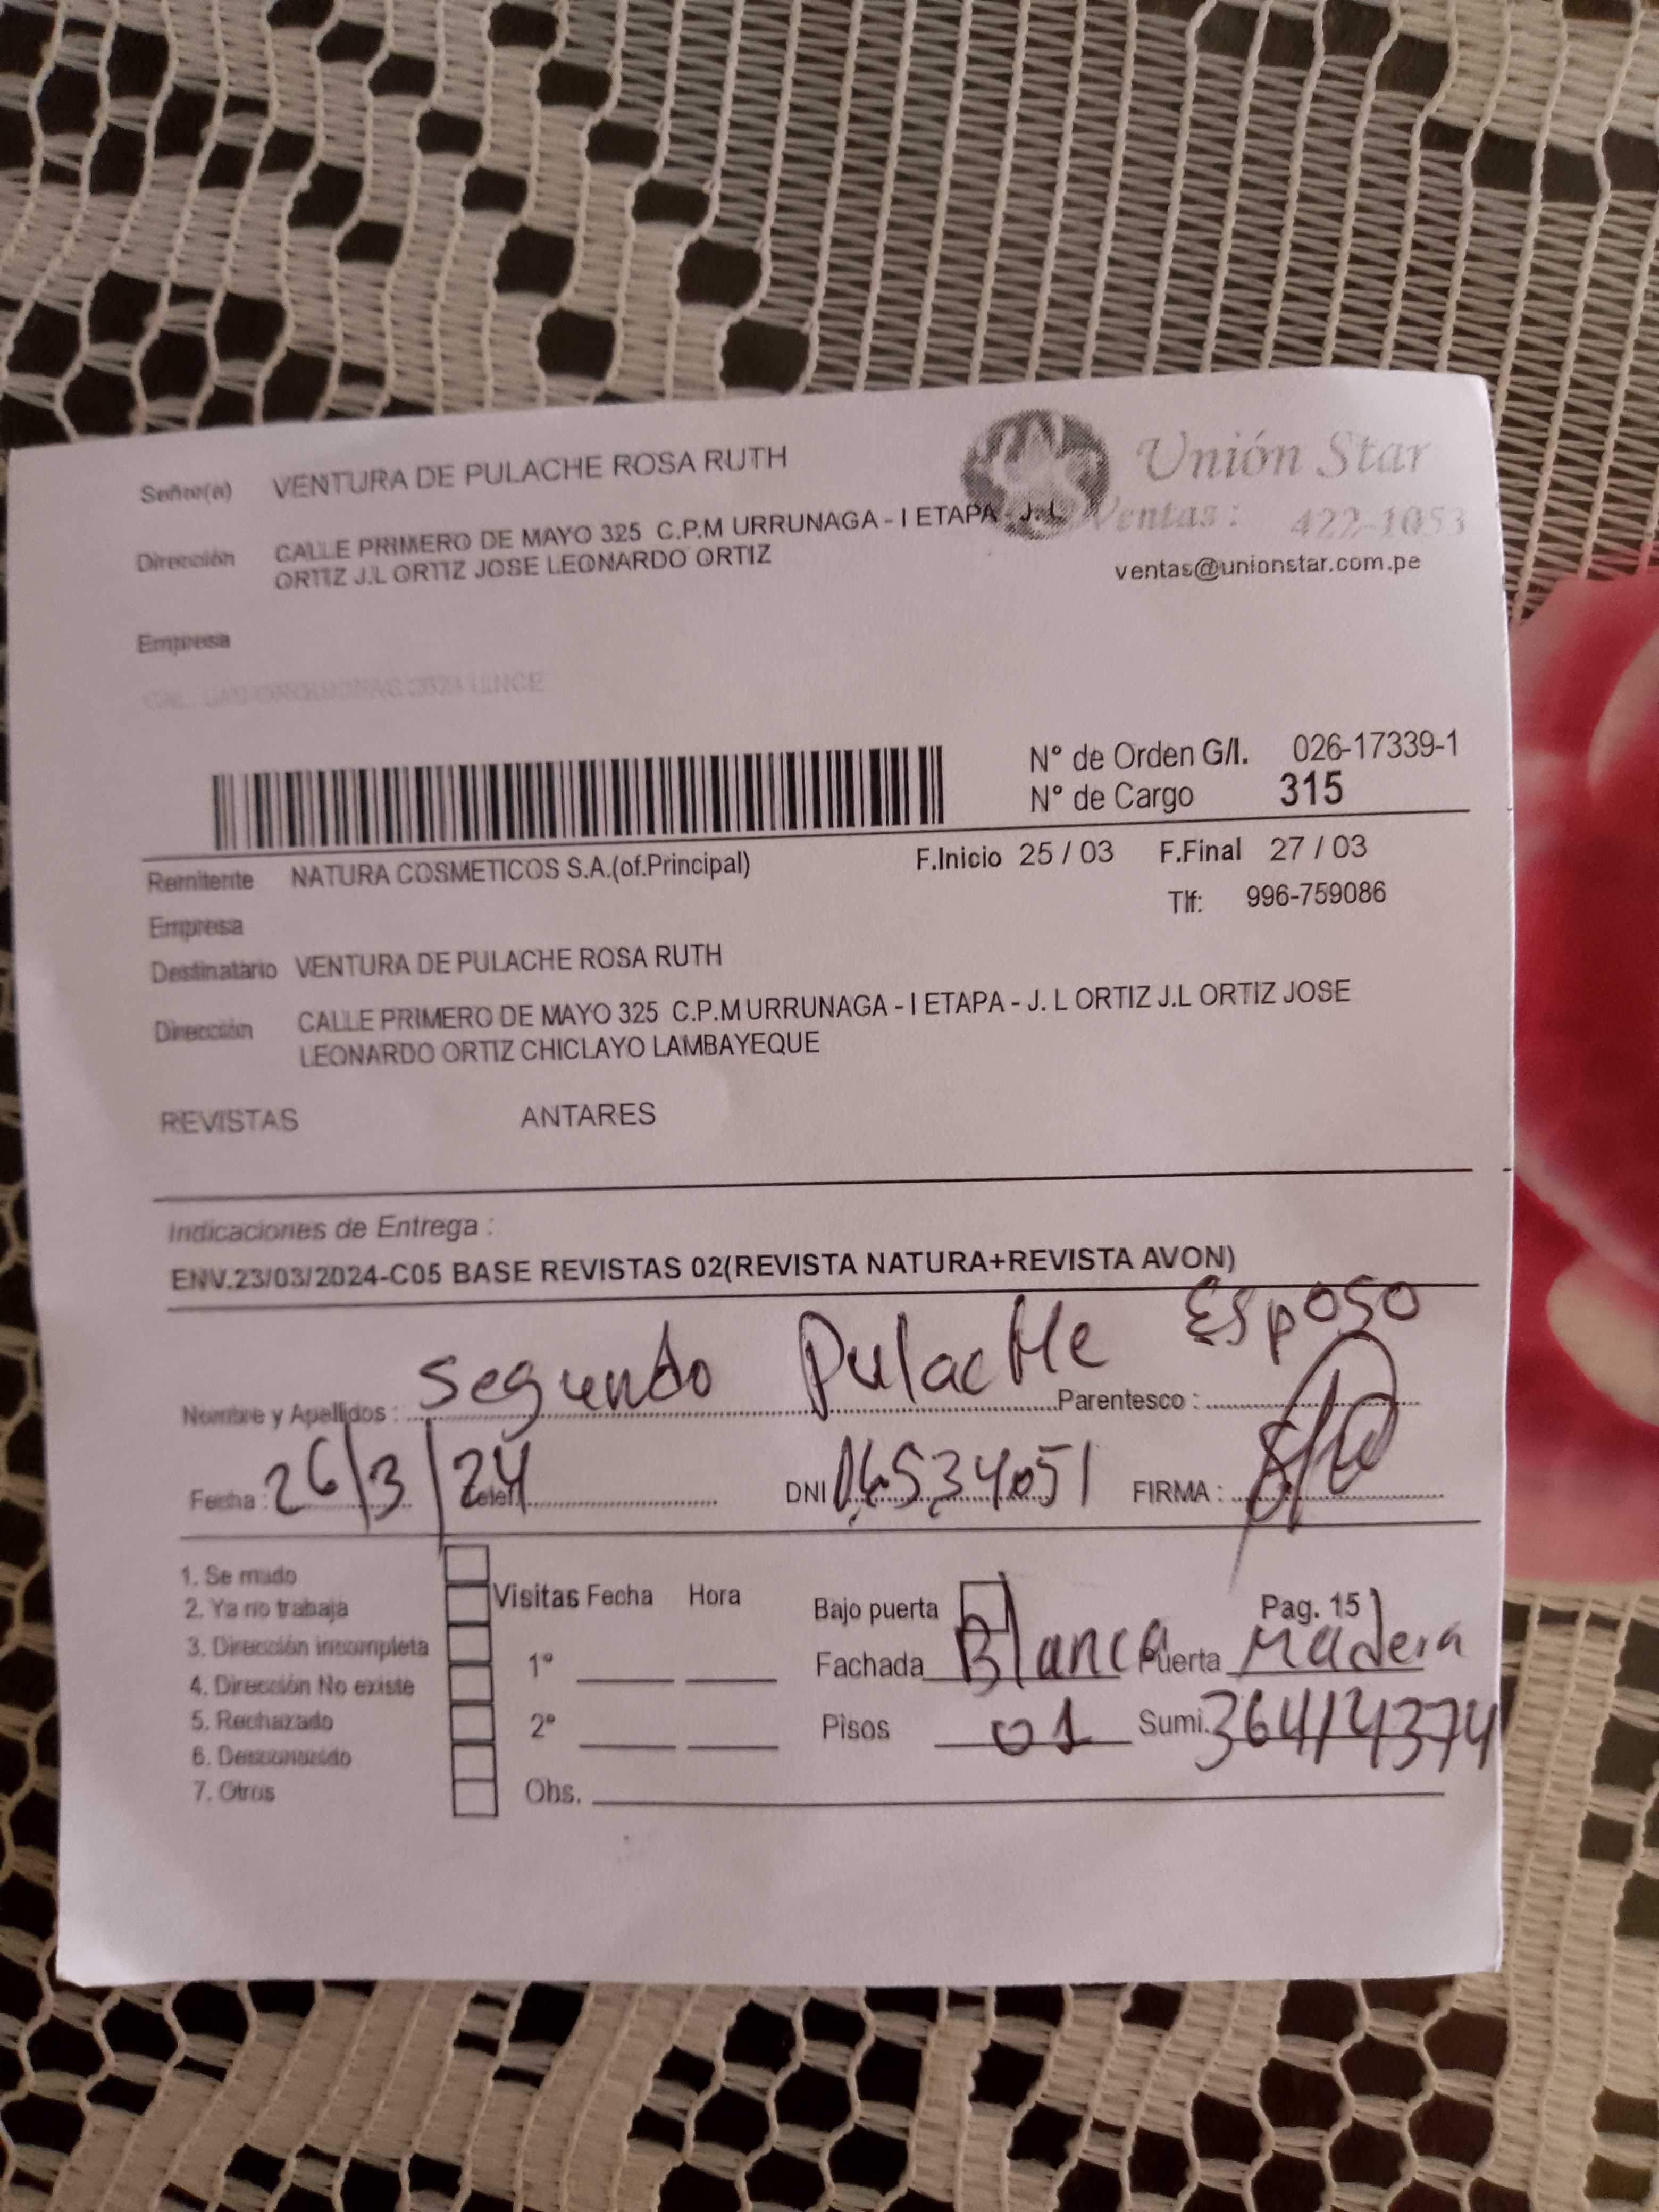 Señor(a) VENTURA DE PULACHE ROSA RUTH
Unión Star
Dirección CALLE PRIMERO DE MAYO 325 C.P.M URRUNAGA - I ETAPA - J. L
ORTIZ J.L ORTIZ JOSE LEONARDO ORTIZ
Ventas: 422-1053
ventas@unionstar.com.pe
Empresa
N° de Orden G/I. 026-17339-1
N° de Cargo 315
Remitente NATURA COSMETICOS S.A.(of.Principal) F.Inicio 25 / 03 F.Final 27 / 03
Empresa Tlf: 996-759086
Destinatario VENTURA DE PULACHE ROSA RUTH
Dirección CALLE PRIMERO DE MAYO 325 C.P.M URRUNAGA - I ETAPA - J. L ORTIZ J.L ORTIZ JOSE
LEONARDO ORTIZ CHICLAYO LAMBAYEQUE
REVISTAS ANTARES
Indicaciones de Entrega :
ENV.23/03/2024-C05 BASE REVISTAS 02(REVISTA NATURA+REVISTA AVON)
Nombre y Apellidos : Segundo Pulache Parentesco : Esposo
Fecha : 26/3/24 Telef. DNI FIRMA :
1. Se mudo
2. Ya no trabaja
3. Dirección incompleta
4. Dirección No existe
5. Rechazado
6. Desconocido
7. Otros
Visitas Fecha Hora
1°
2°
Obs.
Bajo puerta Pag. 15
Fachada Blanca Puerta Madera
Pisos 01 Sumi. 36414374